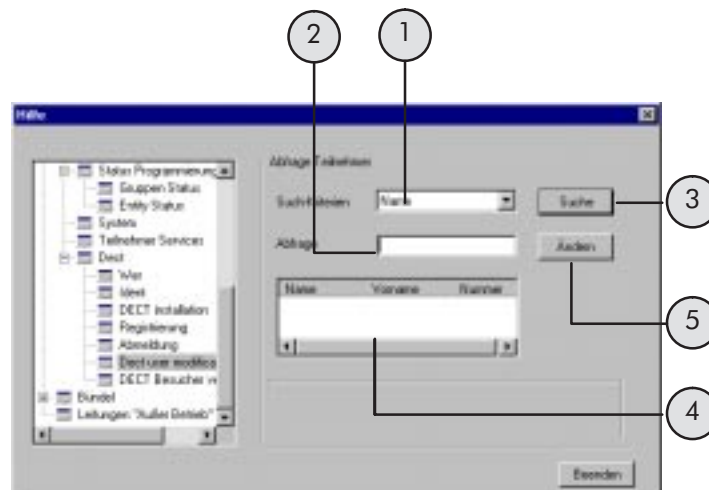 2
1
Hilfe
Status Programmierung
Gruppen Status
Entity Status
System
Teilnehmer Services
Dect
Wer
Ident
DECT Installation
Registrierung
Abmeldung
Dect user modifica
DECT Besucher
Bündel
Leitungen "Außer Betrieb"
Abfrage Teilnehmer
Such-Kriterien
Name
Suche
3
Abfrage
Ändern
Name Vorname Nummer
5
4
Beenden